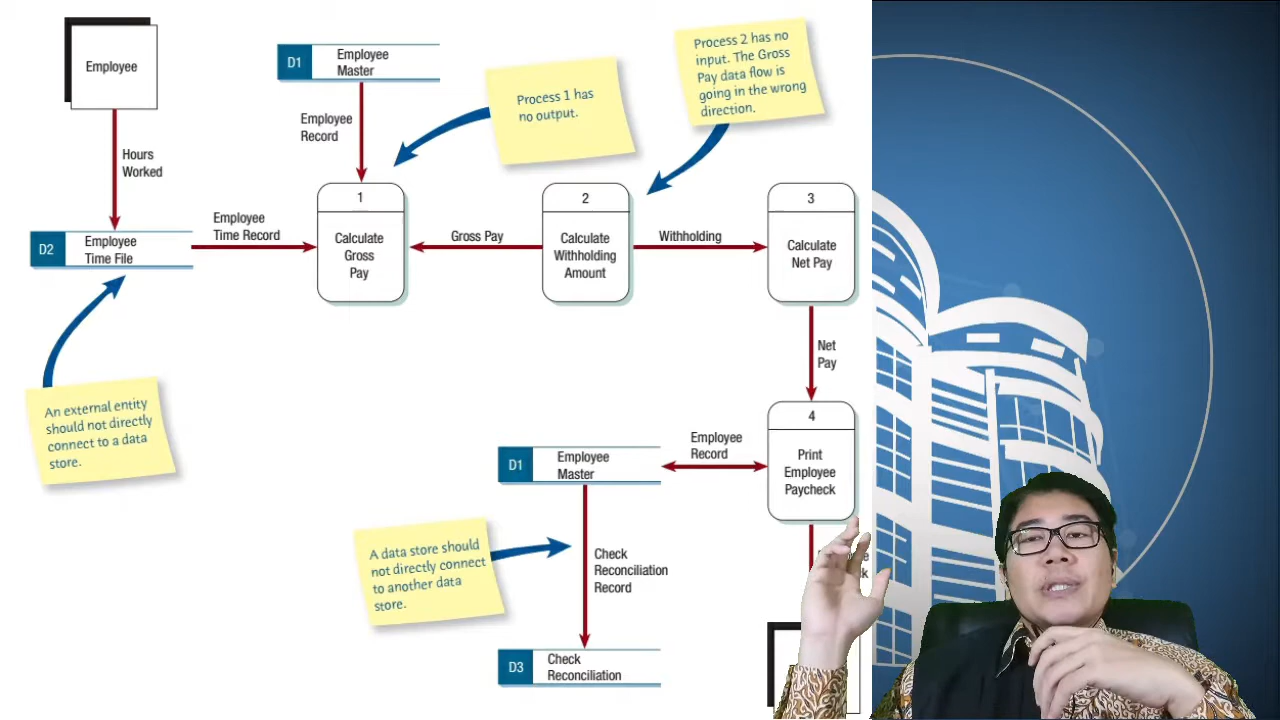 Employee
Hours
Worked
D2
Employee
Time File
Employee
Time Record
D1
Employee
Master
Employee
Record
1
Calculate
Gross
Pay
Process 1 has
no output.
Gross Pay
2
Calculate
Withholding
Amount
Process 2 has no
input. The Gross
Pay data flow is
going in the wrong
direction.
Withholding
3
Calculate
Net Pay
Net
Pay
4
Print
Employee
Paycheck
Employee
Record
D1
Employee
Master
An external entity
should not directly
connect to a data
store.
A data store should
not directly connect
to another data
store.
Check
Reconciliation
Record
D3
Check
Reconciliation